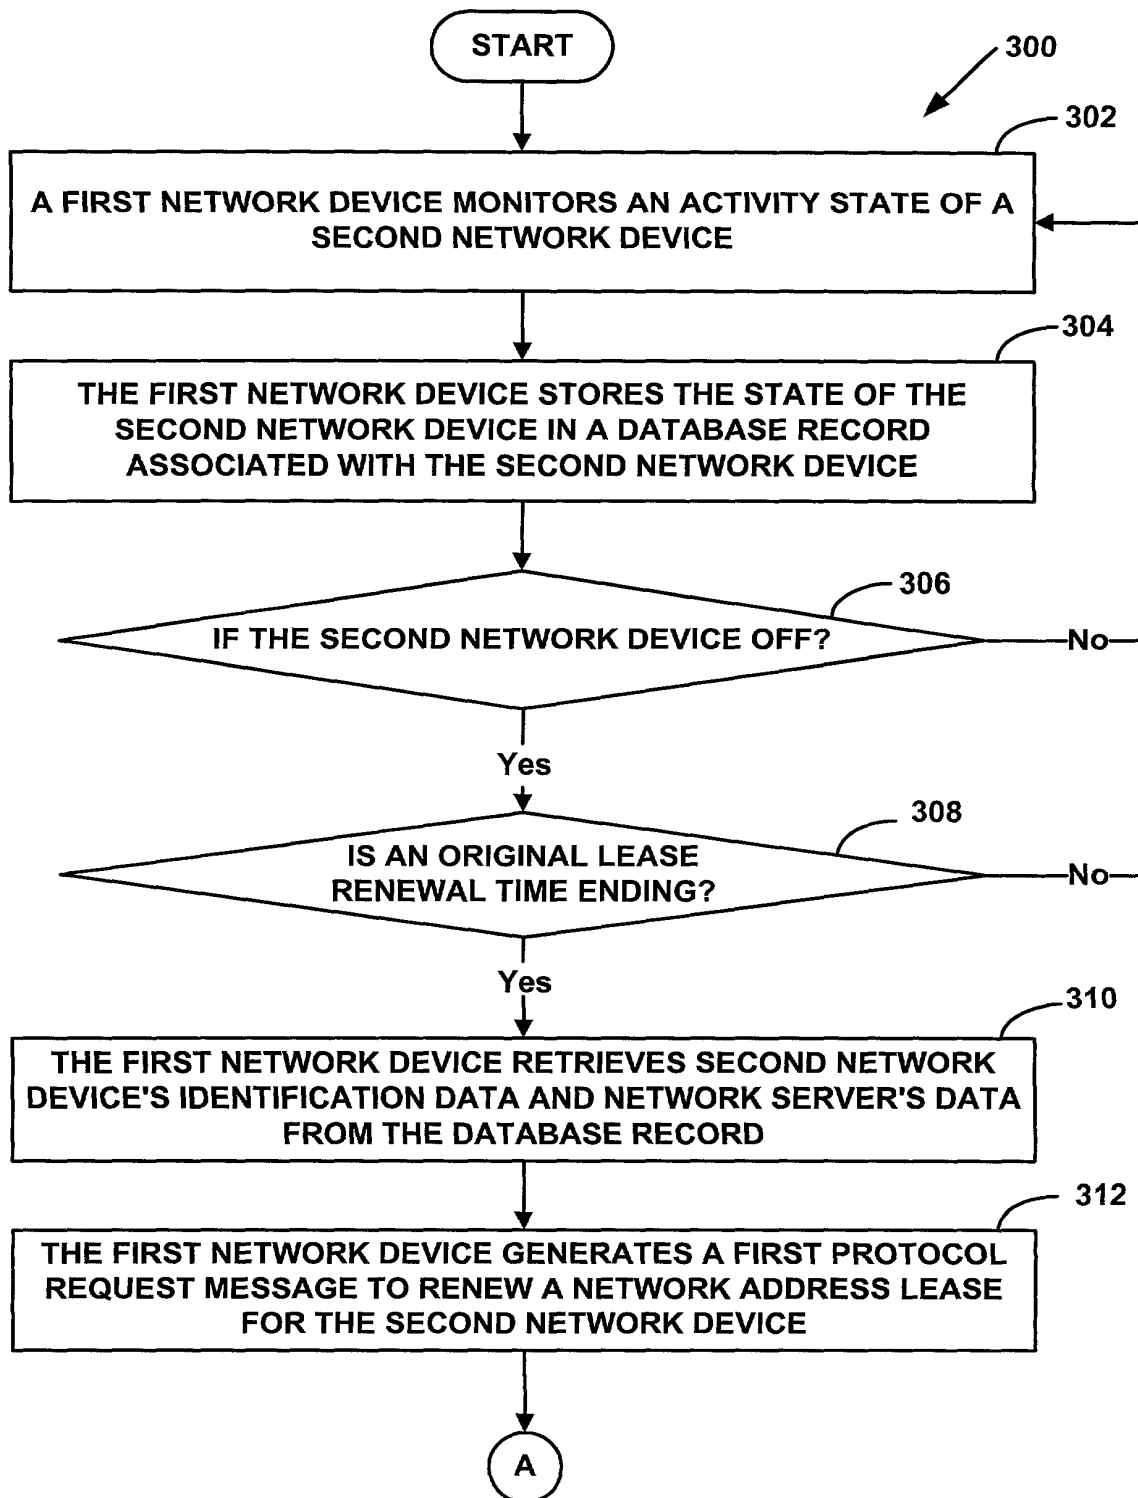 START
300
302
A FIRST NETWORK DEVICE MONITORS AN ACTIVITY STATE OF A
SECOND NETWORK DEVICE
304
THE FIRST NETWORK DEVICE STORES THE STATE OF THE
SECOND NETWORK DEVICE IN A DATABASE RECORD
ASSOCIATED WITH THE SECOND NETWORK DEVICE
306
IF THE SECOND NETWORK DEVICE OFF?
No
Yes
308
IS AN ORIGINAL LEASE
RENEWAL TIME ENDING?
No
Yes
310
THE FIRST NETWORK DEVICE RETRIEVES SECOND NETWORK
DEVICE'S IDENTIFICATION DATA AND NETWORK SERVER'S DATA
FROM THE DATABASE RECORD
312
THE FIRST NETWORK DEVICE GENERATES A FIRST PROTOCOL
REQUEST MESSAGE TO RENEW A NETWORK ADDRESS LEASE
FOR THE SECOND NETWORK DEVICE
A